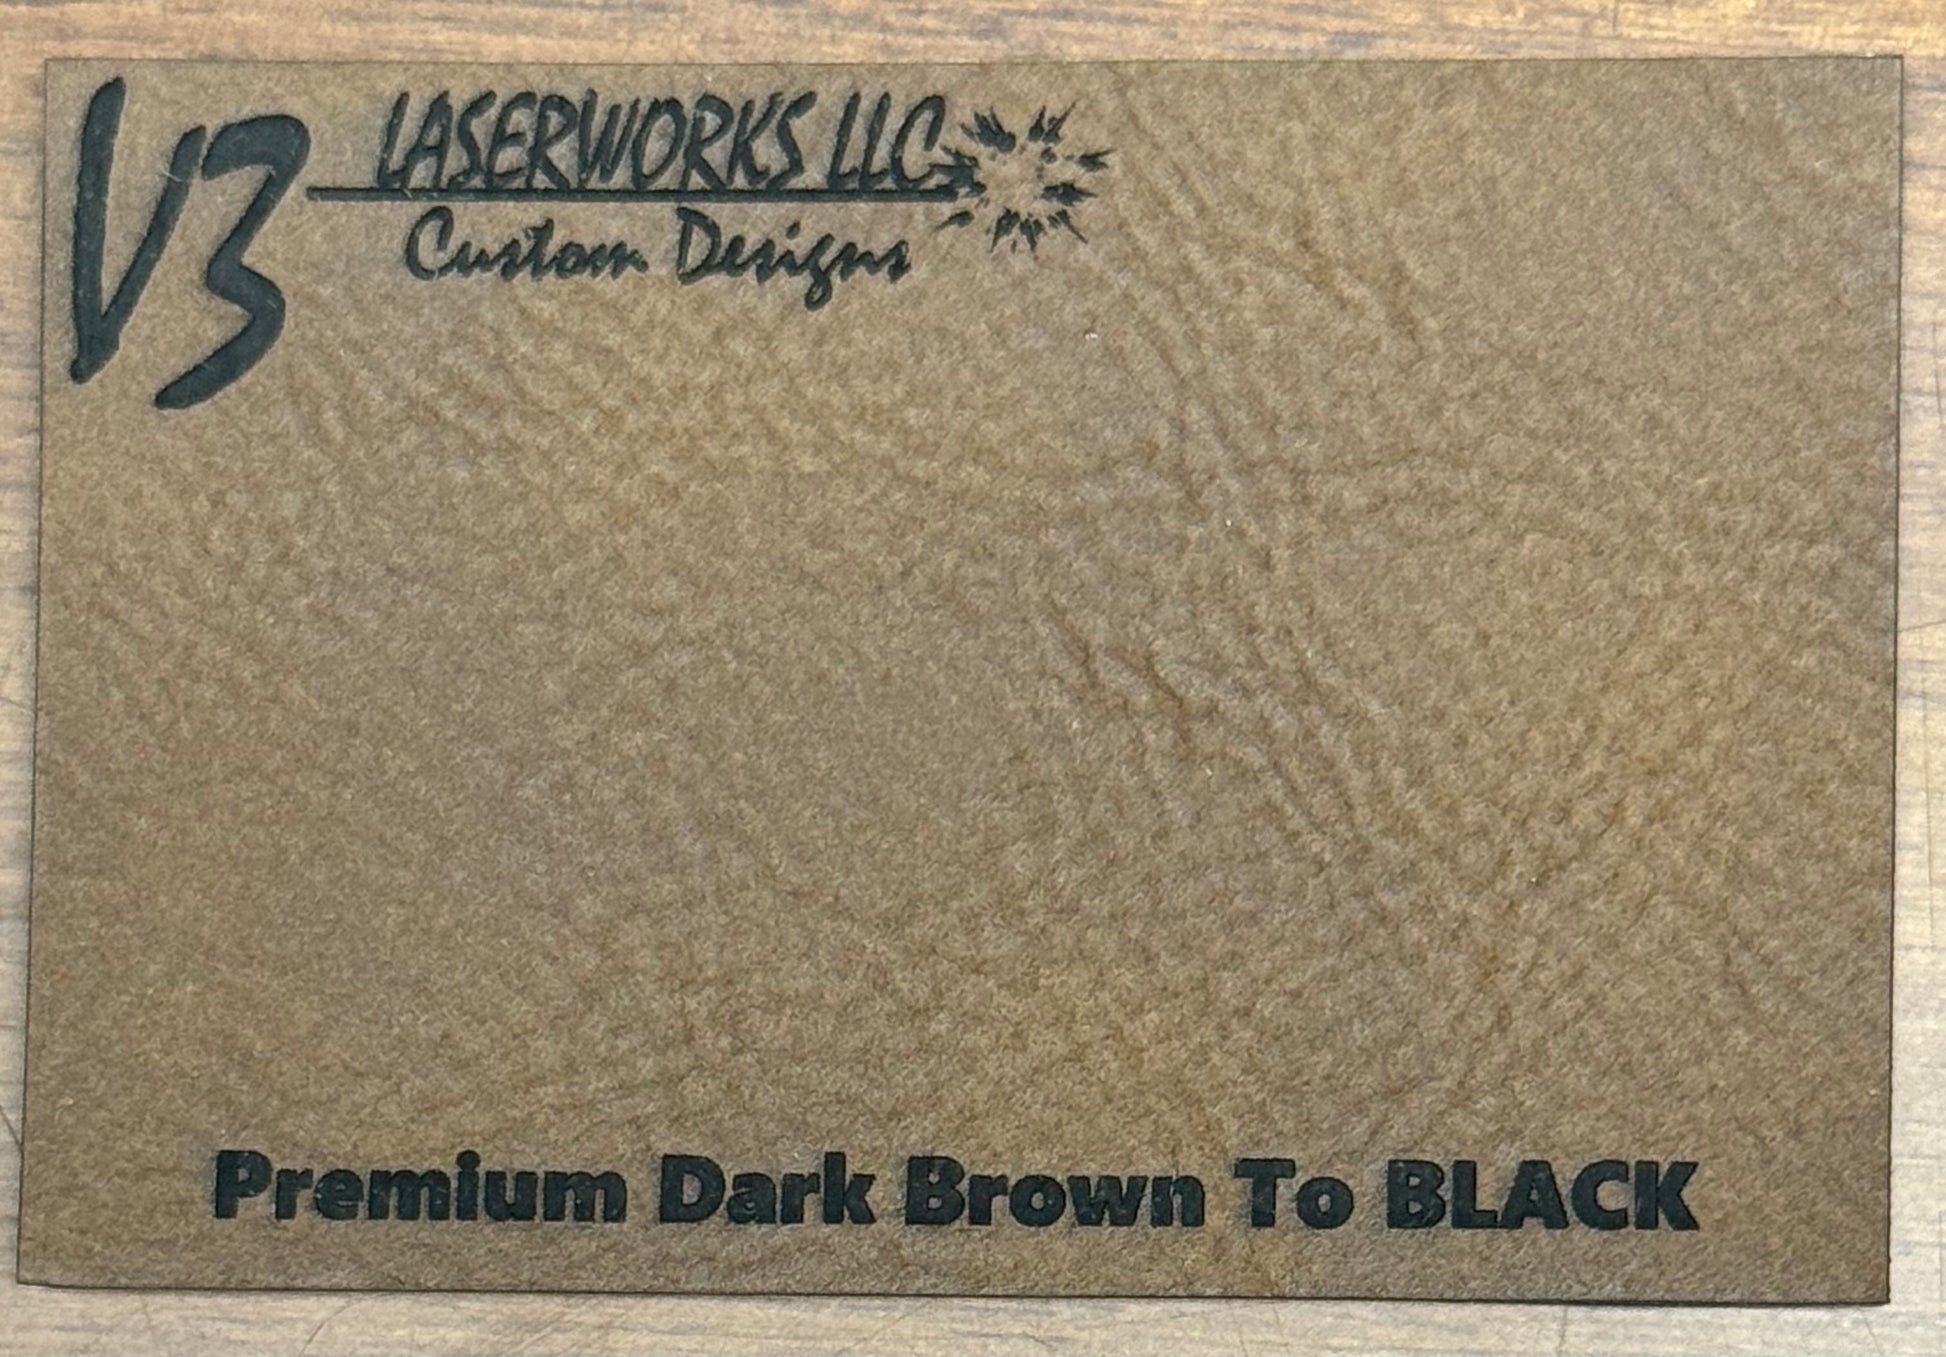 V3 LASERWORKS LLC
Custom Designs
Premium Dark Brown To BLACK